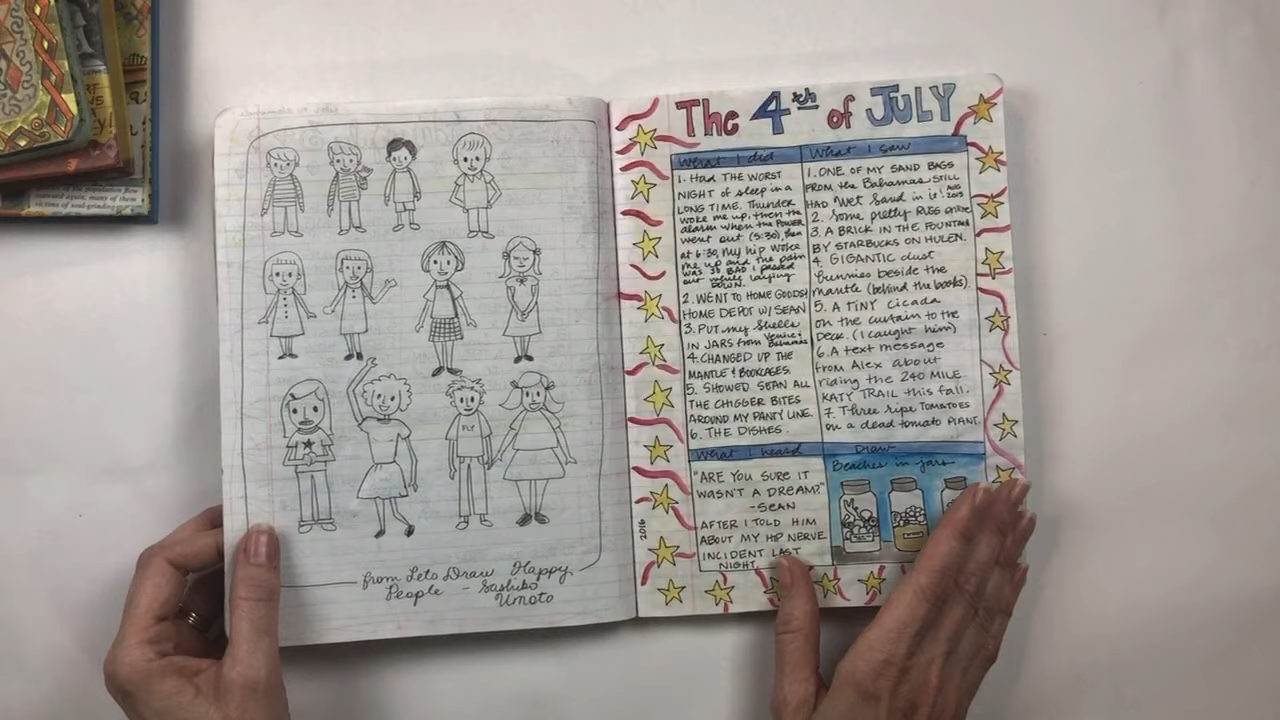 FLY
from Lets Draw Happy
People - Sachiko
Umoto
The 4th of JULY
What I did
1. HAD THE WORST
NIGHT of sleep in a
LONG TIME. Thunder
woke me up, then the
alarm when the POWER
went out (5:30), then
at 6:30, my hip woke
me up and the pain
was SO BAD I passed
out while laying
DOWN.
2. WENT TO HOME GOODS/
HOME DEPOT W/ SEAN
3. PUT my Shells
IN JARS from Venice &
Bahamas
4. CHANGED UP THE
MANTLE & BOOKCASES.
5. SHOWED SEAN ALL
THE CHIGGER BITES
AROUND MY PANTY LINE.
6. THE DISHES.
What I saw
1. ONE OF MY SAND BAGS
FROM the Bahamas STILL
HAD wet sand in it! AUG
2015
2. Some pretty RUGS online
3. A BRICK IN THE FOUNTAIN
BY STARBUCKS ON HULEN.
4. GIGANTIC dust
bunnies beside the
mantle (behind the books).
5. A TINY cicada
on the curtain to the
DECK. (I caught him)
6. A text message
from Alex about
riding the 240 MILE
KATY TRAIL this fall.
7. Three ripe TOMATOES
on a dead tomato PLANT.
What I heard
"ARE YOU SURE IT
WASN'T A DREAM?"
-SEAN
AFTER I TOLD HIM
ABOUT MY HIP NERVE
INCIDENT LAST
NIGHT.
Draw
Beaches in jars
2016